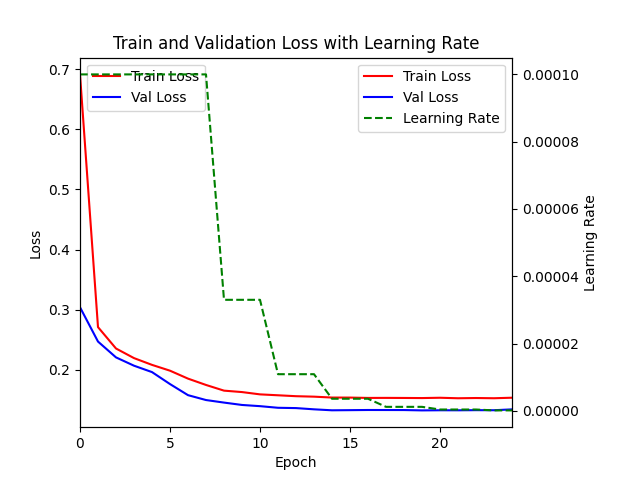 Train and Validation Loss with Learning Rate
Train Loss
Val Loss
Train Loss
Val Loss
Learning Rate
0.7
0.6
0.5
0.4
0.3
0.2
Loss
0.00010
0.00008
0.00006
0.00004
0.00002
0.00000
Learning Rate
0 5 10 15 20
Epoch